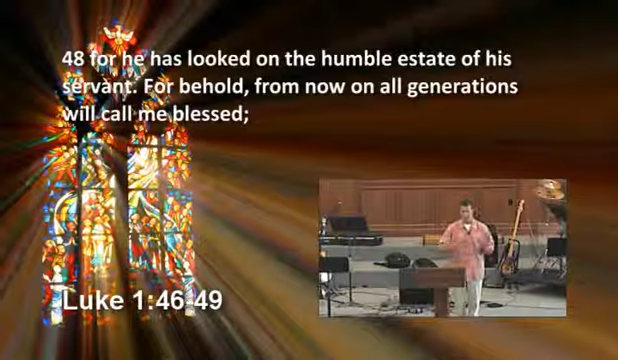 48 for he has looked on the humble estate of his
servant. For behold, from now on all generations
will call me blessed;
Luke 1:46-49